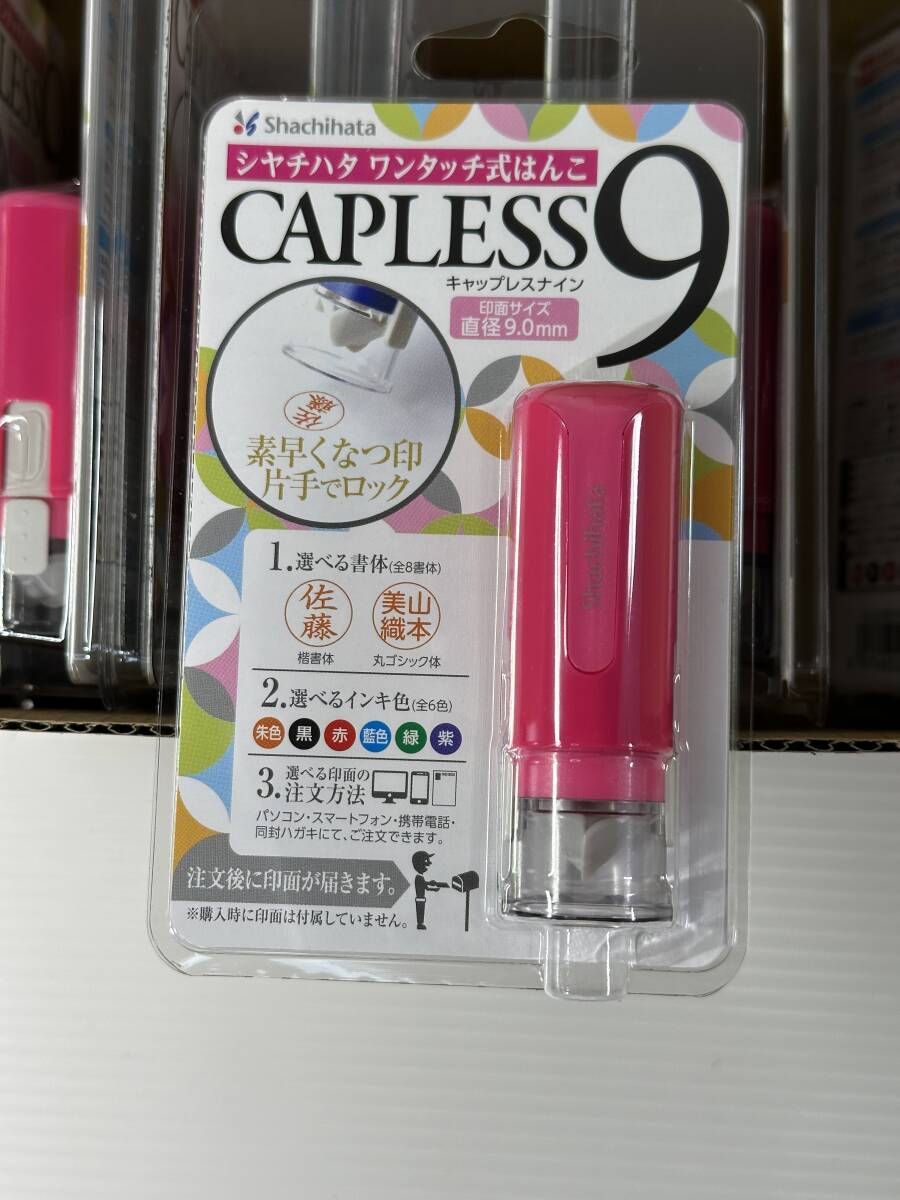 Shachihata
シヤチハタ ワンタッチ式はんこ
CAPLESS9
キャップレスナイン
印面サイズ
直径9.0mm
佐藤
素早くなつ印
片手でロック
Shachihata
1.選べる書体(全8書体)
佐藤
美山織本
楷書体
丸ゴシック体
2.選べるインキ色(全6色)
朱色 黒 赤 藍色 緑 紫
3.選べる印面の
注文方法
パソコン・スマートフォン・携帯電話・
同封ハガキにて、ご注文できます。
注文後に印面が届きます。
※購入時に印面は付属していません。